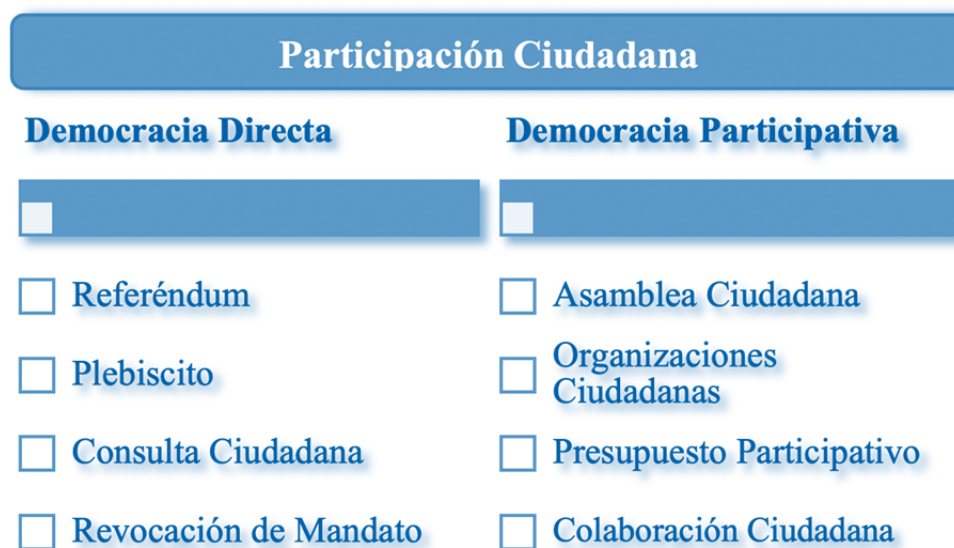 Participación Ciudadana
Democracia Directa
Referéndum
Plebiscito
Consulta Ciudadana
Revocación de Mandato
Democracia Participativa
Asamblea Ciudadana
Organizaciones
Ciudadanas
Presupuesto Participativo
Colaboración Ciudadana